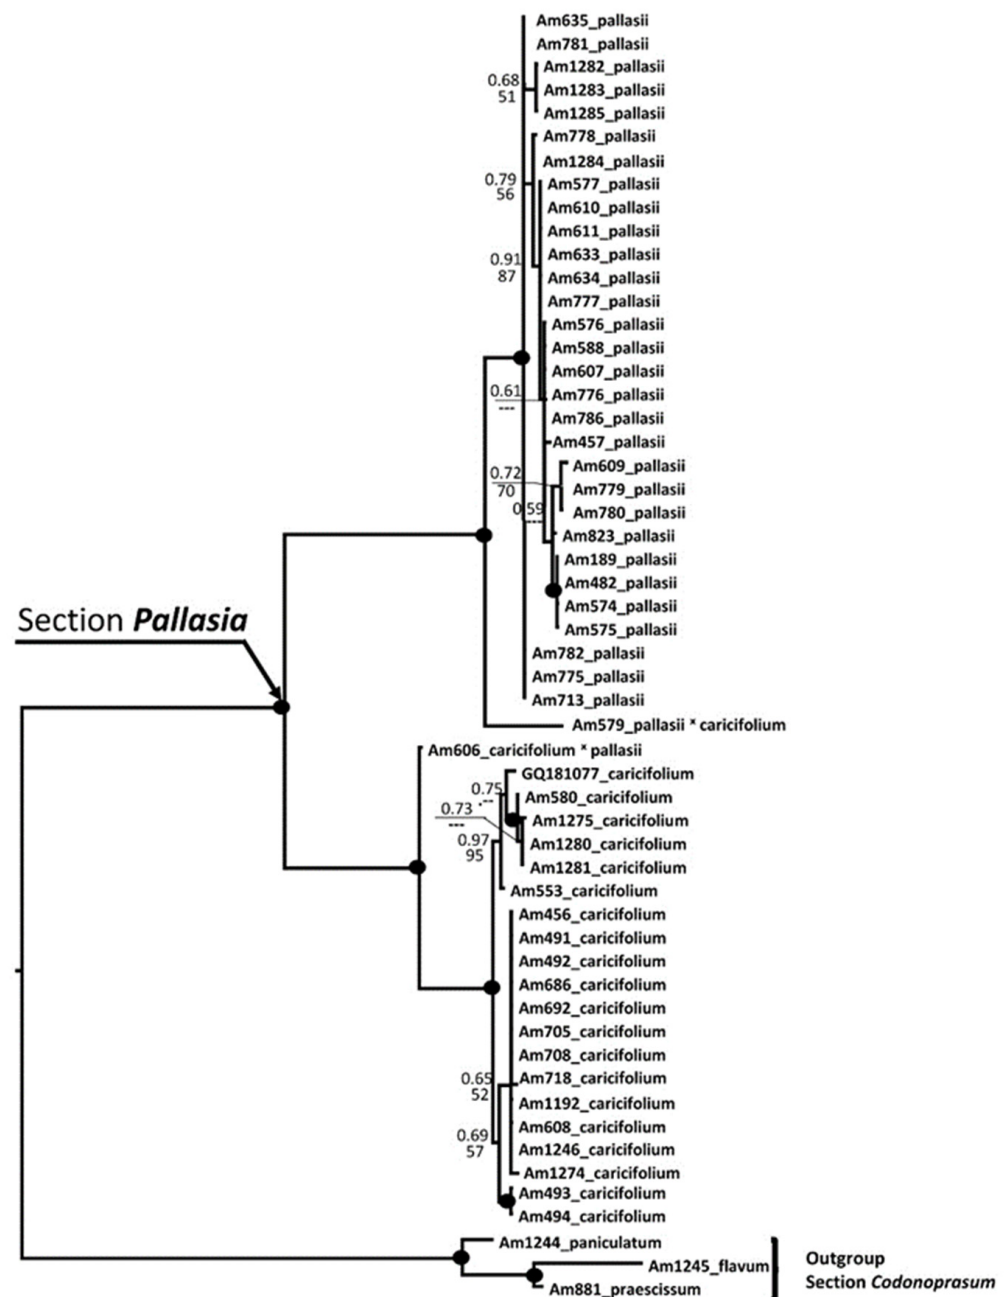 Am635_pallasii
Am781_pallasii
Am1282_pallasii
0.68
Am1283_pallasii
51
Am1285_pallasii
Am778_pallasii
Am1284_pallasii
0.79
Am577_pallasii
56
Am610_pallasii
Am611_pallasii
Am633_pallasii
0.91
87
Am634_pallasii
Am777_pallasii
Am576_pallasii
Am588_pallasii
Am607_pallasii
0.61
Am776_pallasii
---
Am786_pallasii
Am457_pallasii
Am609_pallasii
0.72
Am779_pallasii
70
0.59
Am780_pallasii
---
Am823_pallasii
Am189_pallasii
Am482_pallasii
Am574_pallasii
Section Pallasia
Am575_pallasii
Am782_pallasii
Am775_pallasii
Am713_pallasii
Am579_pallasii x caricifolium
Am606_caricifolium x pallasii
GQ181077_caricifolium
0.75
---
Am580_caricifolium
0.73
---
Am1275_caricifolium
0.97
Am1280_caricifolium
95
Am1281_caricifolium
Am553_caricifolium
Am456_caricifolium
Am491_caricifolium
Am492_caricifolium
Am686_caricifolium
Am692_caricifolium
Am705_caricifolium
Am708_caricifolium
0.65
Am718_caricifolium
52
Am1192_caricifolium
Am608_caricifolium
0.69
57
Am1246_caricifolium
Am1274_caricifolium
Am493_caricifolium
Am494_caricifolium
Am1244_paniculatum
Am1245_flavum
Am881_praescissum
Outgroup
Section Codonoprasum